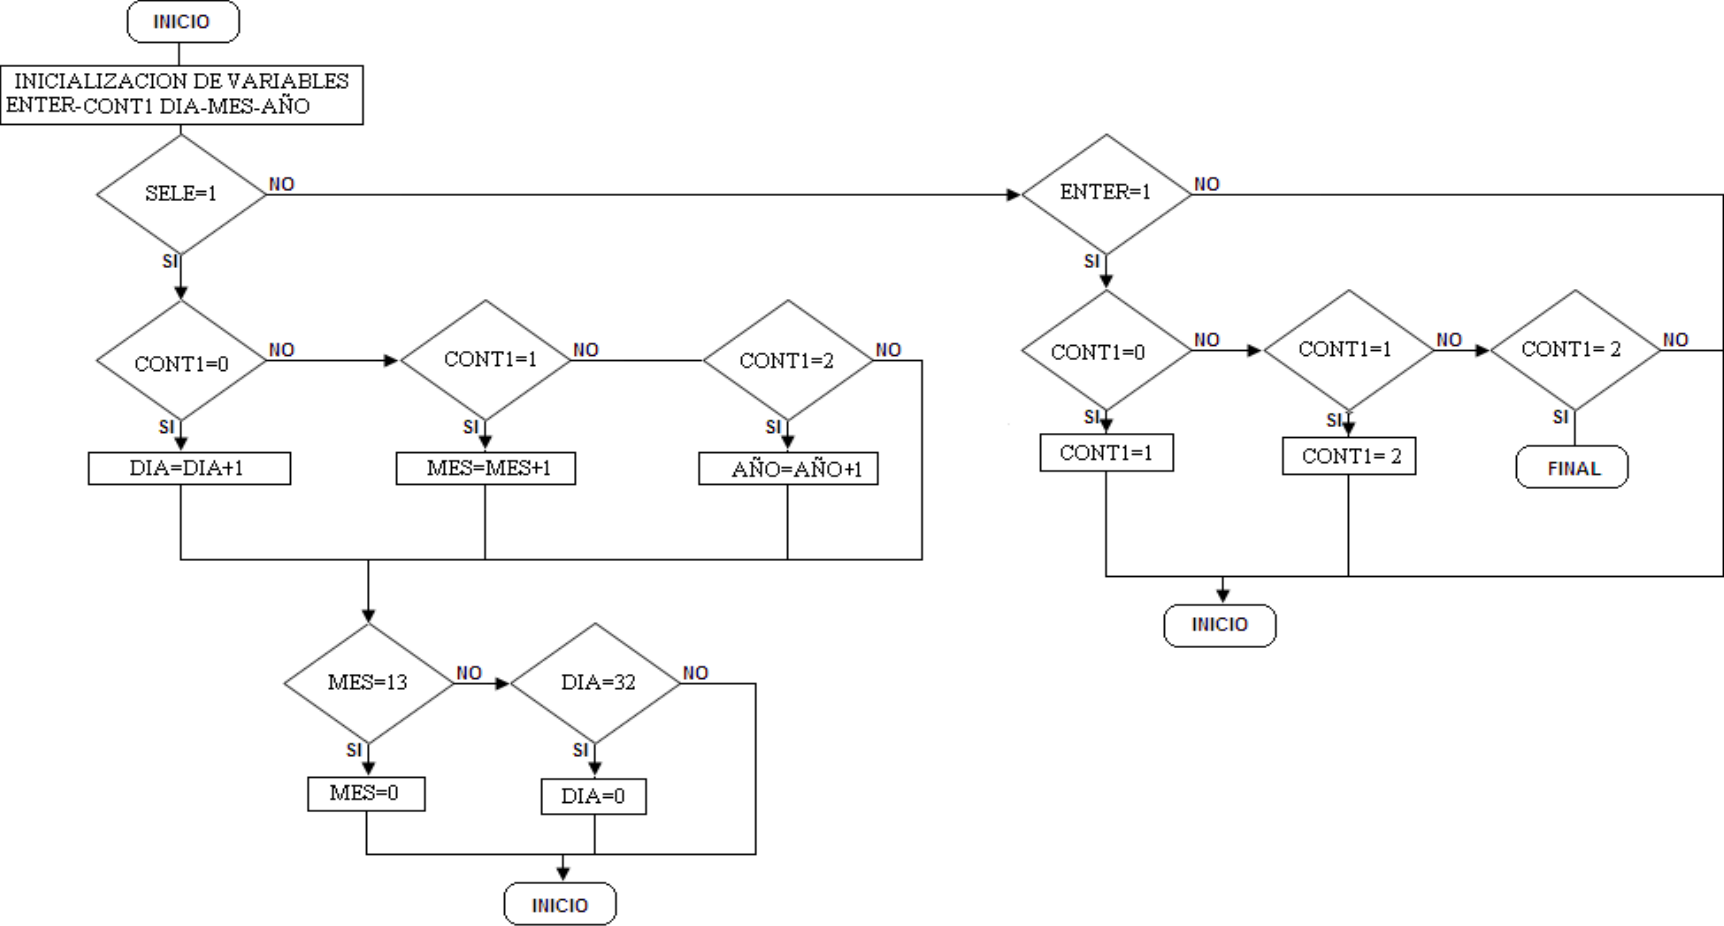 INICIO
INICIALIZACION DE VARIABLES
ENTER-CONT1 DIA-MES-AÑO
SELE=1
NO
ENTER=1
NO
SI
SI
CONT1=0
NO
CONT1=1
NO
CONT1=2
NO
CONT1=0
NO
CONT1=1
NO
CONT1= 2
NO
SI
SI
SI
SI
SI
SI
DIA=DIA+1
MES=MES+1
AÑO=AÑO+1
CONT1=1
CONT1= 2
FINAL
INICIO
MES=13
NO
DIA=32
NO
SI
SI
MES=0
DIA=0
INICIO